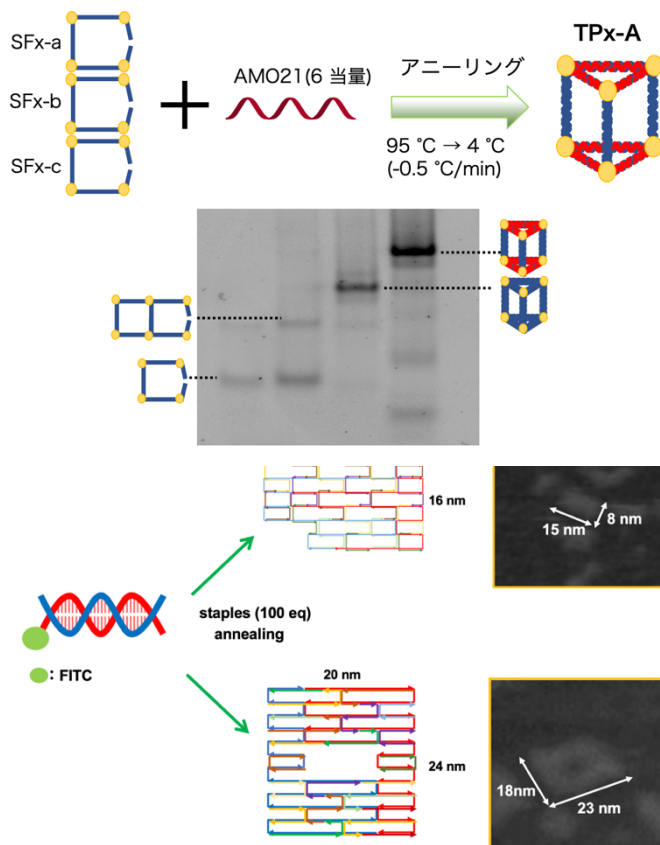 SFx-a
SFx-b
SFx-c
AMO21(6 当量)
アニーリング
95 °C → 4 °C
(-0.5 °C/min)
TPx-A
16 nm
15 nm
8 nm
staples (100 eq)
annealing
: FITC
20 nm
24 nm
18nm
23 nm